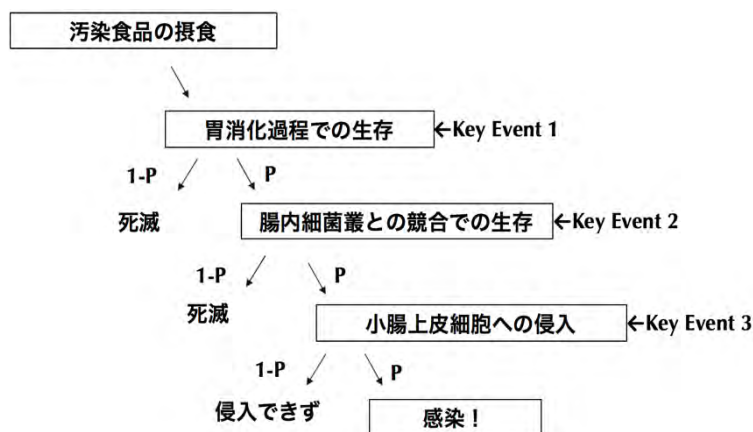 汚染食品の摂食
胃消化過程での生存 ←Key Event 1
1-P P
死滅 腸内細菌叢との競合での生存 ←Key Event 2
1-P P
死滅 小腸上皮細胞への侵入 ←Key Event 3
1-P P
侵入できず 感染！